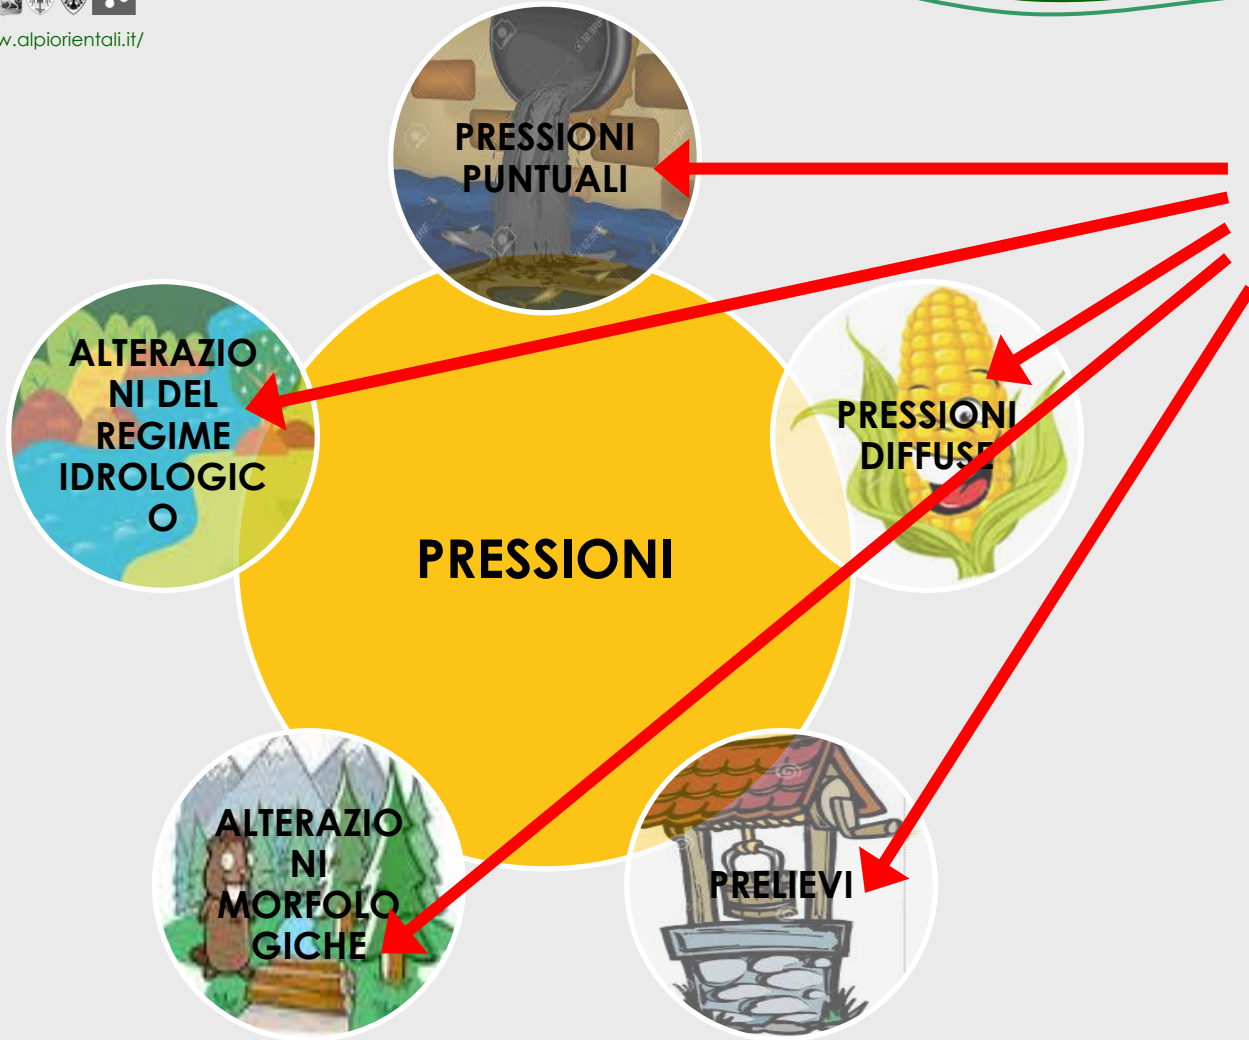 w.alpiorientali.it/
PRESSIONI
PUNTUALI
ALTERAZIO
NI DEL
REGIME
IDROLOGIC
O
PRESSIONI
DIFFUSE
PRESSIONI
ALTERAZIO
NI
MORFOLO
GICHE
PRELIEVI